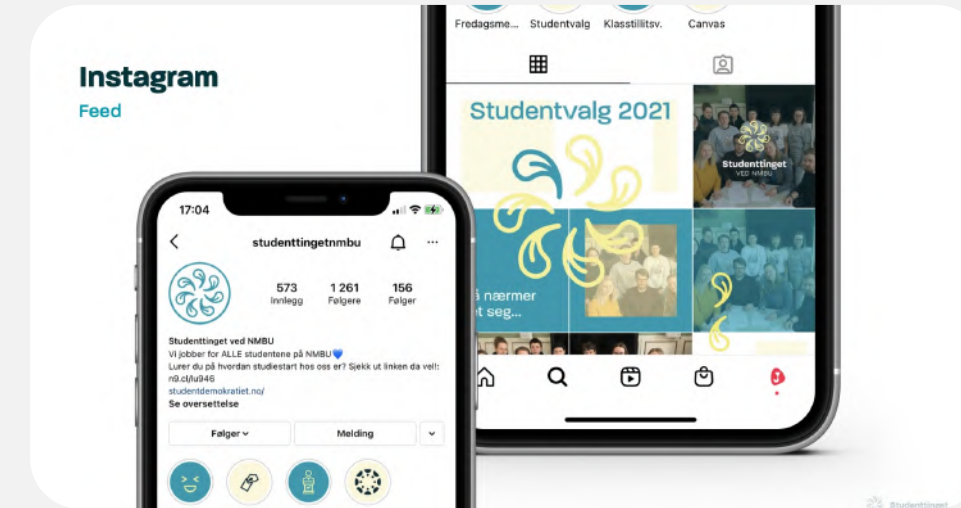 Instagram
Feed
17:04
studenttingetnmbu
573
1 261
156
Innlegg
Følgere
Følger
Studenttinget ved NMBU
Vi jobber for ALLE studentene på NMBU💙
Lurer du på hvordan studiestart hos oss er? Sjekk ut linken da vel!:
n9.cl/lu946
studentdemokratiet.no/
Se oversettelse
Følger
Melding
Fredagsme...
Studentvalg
Klasstillitsv.
Canvas
Studentvalg 2021
Studenttinget
VED NMBU
nærmer
t seg...
Studenttinget